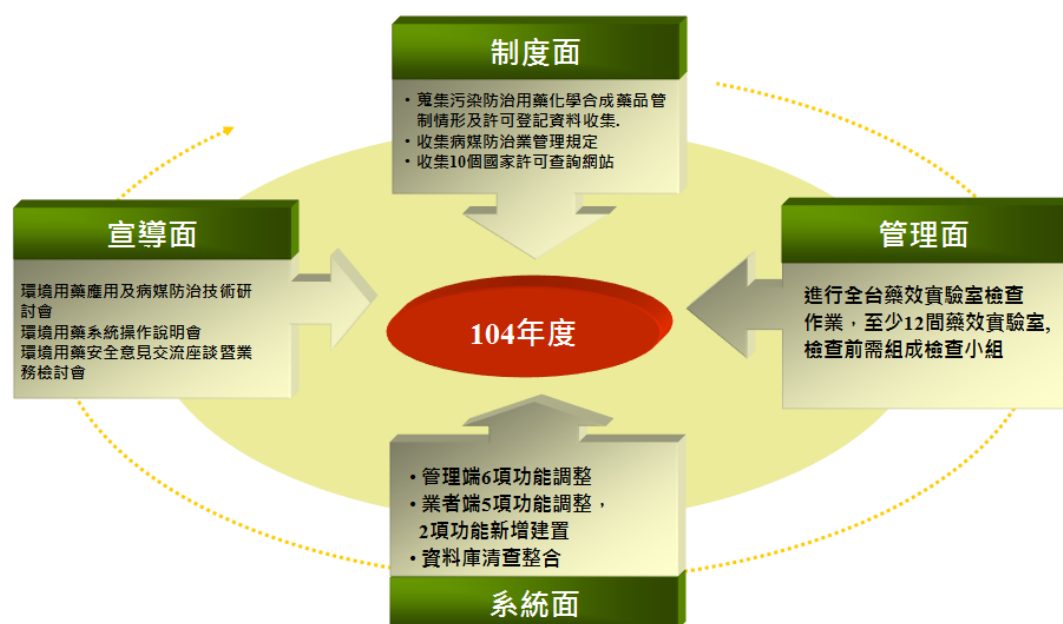 制度面
• 蒐集污染防治用藥化學合成藥品管
制情形及許可登記資料收集.
• 收集病媒防治業管理規定
• 收集10個國家許可查詢網站
宣導面
環境用藥應用及病媒防治技術研
討會
環境用藥系統操作說明會
環境用藥安全意見交流座談暨業
務檢討會
104年度
管理面
進行全台藥效實驗室檢查
作業，至少12間藥效實驗室,
檢查前需組成檢查小組
• 管理端6項功能調整
• 業者端5項功能調整，
2項功能新增建置
• 資料庫清查整合
系統面